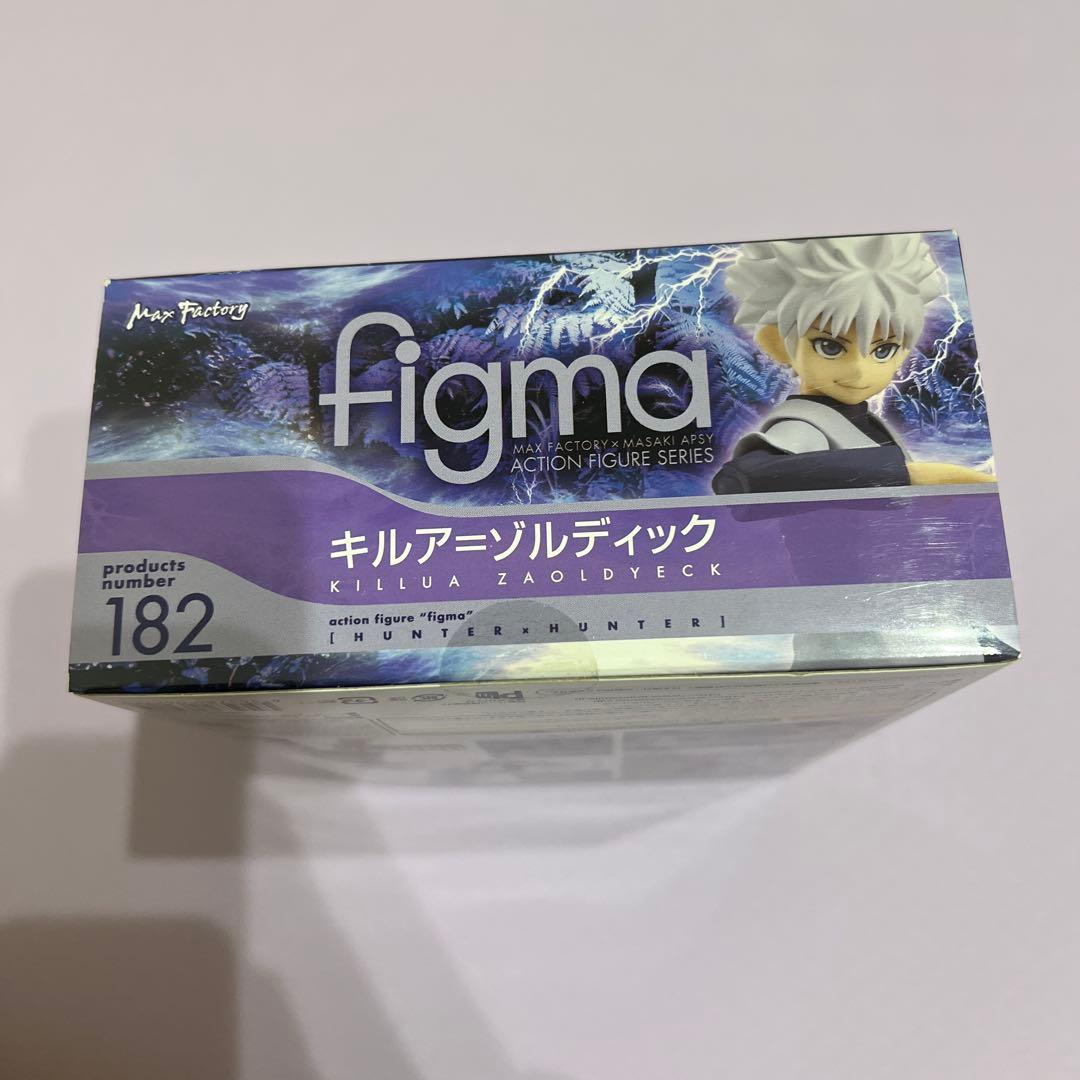 Max Factory
figma
MAX FACTORY × MASAKI APSY
ACTION FIGURE SERIES
キルア=ゾルディック
KILLUA ZAOLDYECK
products
number
182
action figure "figma"
[ HUNTER × HUNTER ]